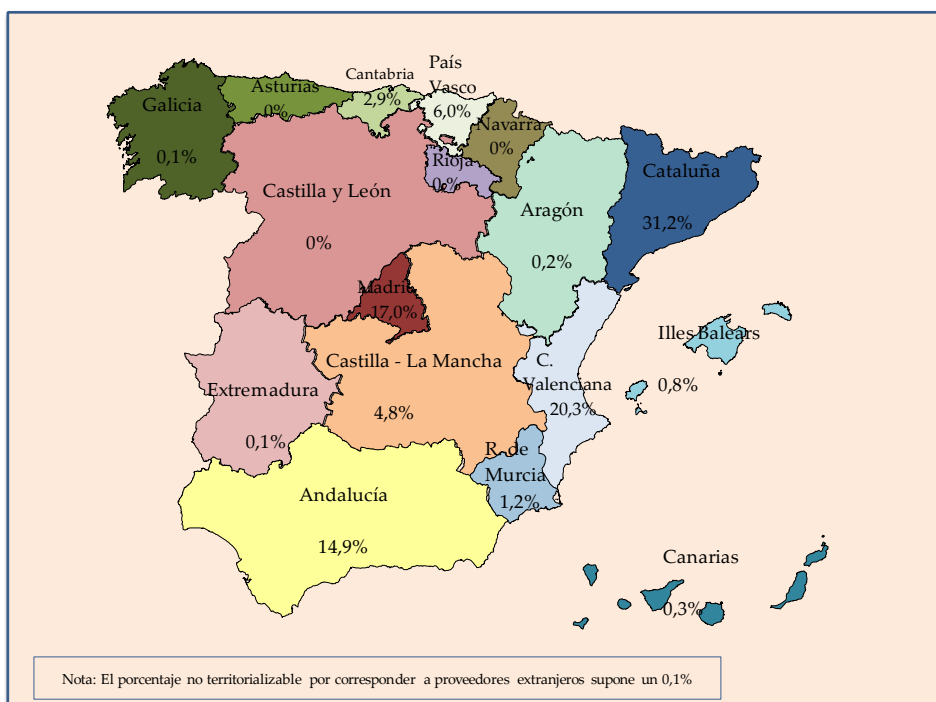 País
Vasco
6,0%
Cantabria
2,9%
Asturias
0%
Galicia
0,1%
Navarra
0%
Rioja
0%
Cataluña
31,2%
Castilla y León
0%
Aragón
0,2%
Madrid
17,0%
Illes Balears
0,8%
Castilla - La Mancha
4,8%
C.
Valenciana
20,3%
Extremadura
0,1%
R. de
Murcia
1,2%
Andalucía
14,9%
Canarias
0,3%
Nota: El porcentaje no territorializable por corresponder a proveedores extranjeros supone un 0,1%